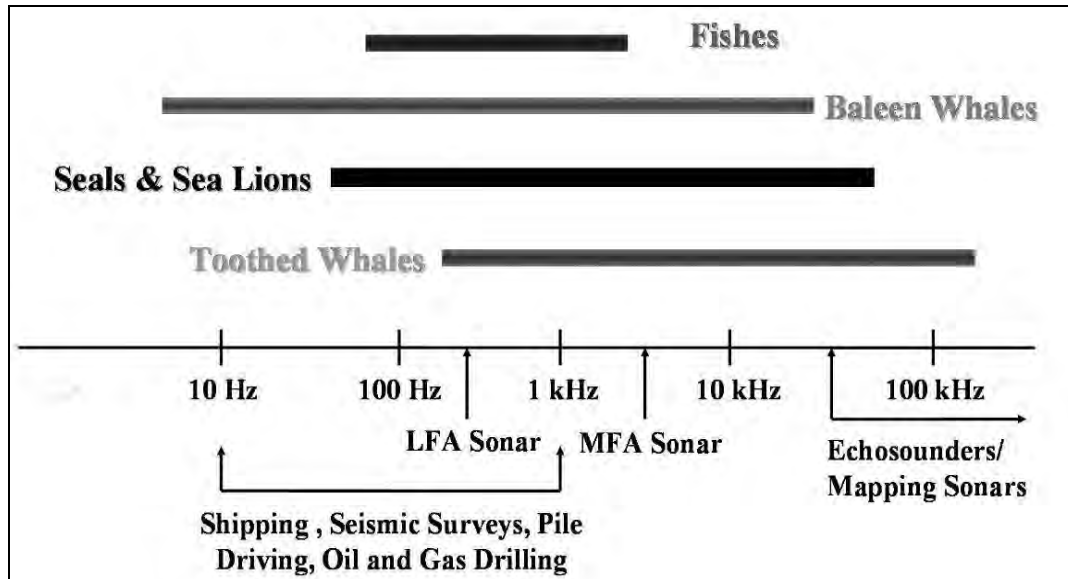 Fishes
Baleen Whales
Seals & Sea Lions
Toothed Whales
10 Hz 100 Hz 1 kHz 10 kHz 100 kHz
LFA Sonar MFA Sonar
Echosounders/
Mapping Sonars
Shipping , Seismic Surveys, Pile
Driving, Oil and Gas Drilling